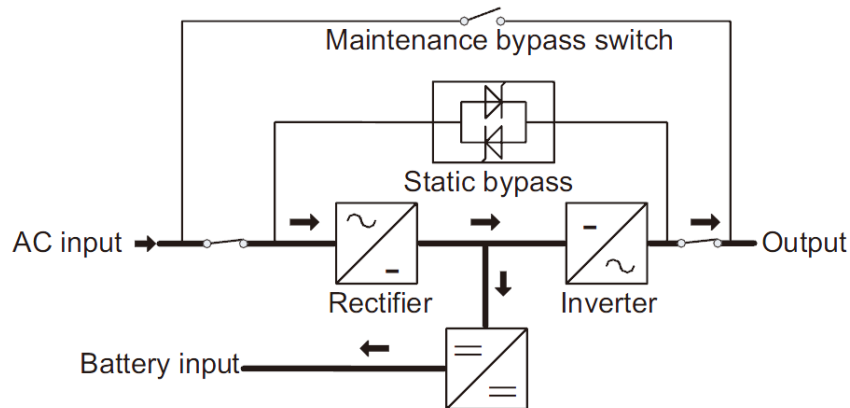 Maintenance bypass switch
Static bypass
AC input
Output
Rectifier
Inverter
Battery input